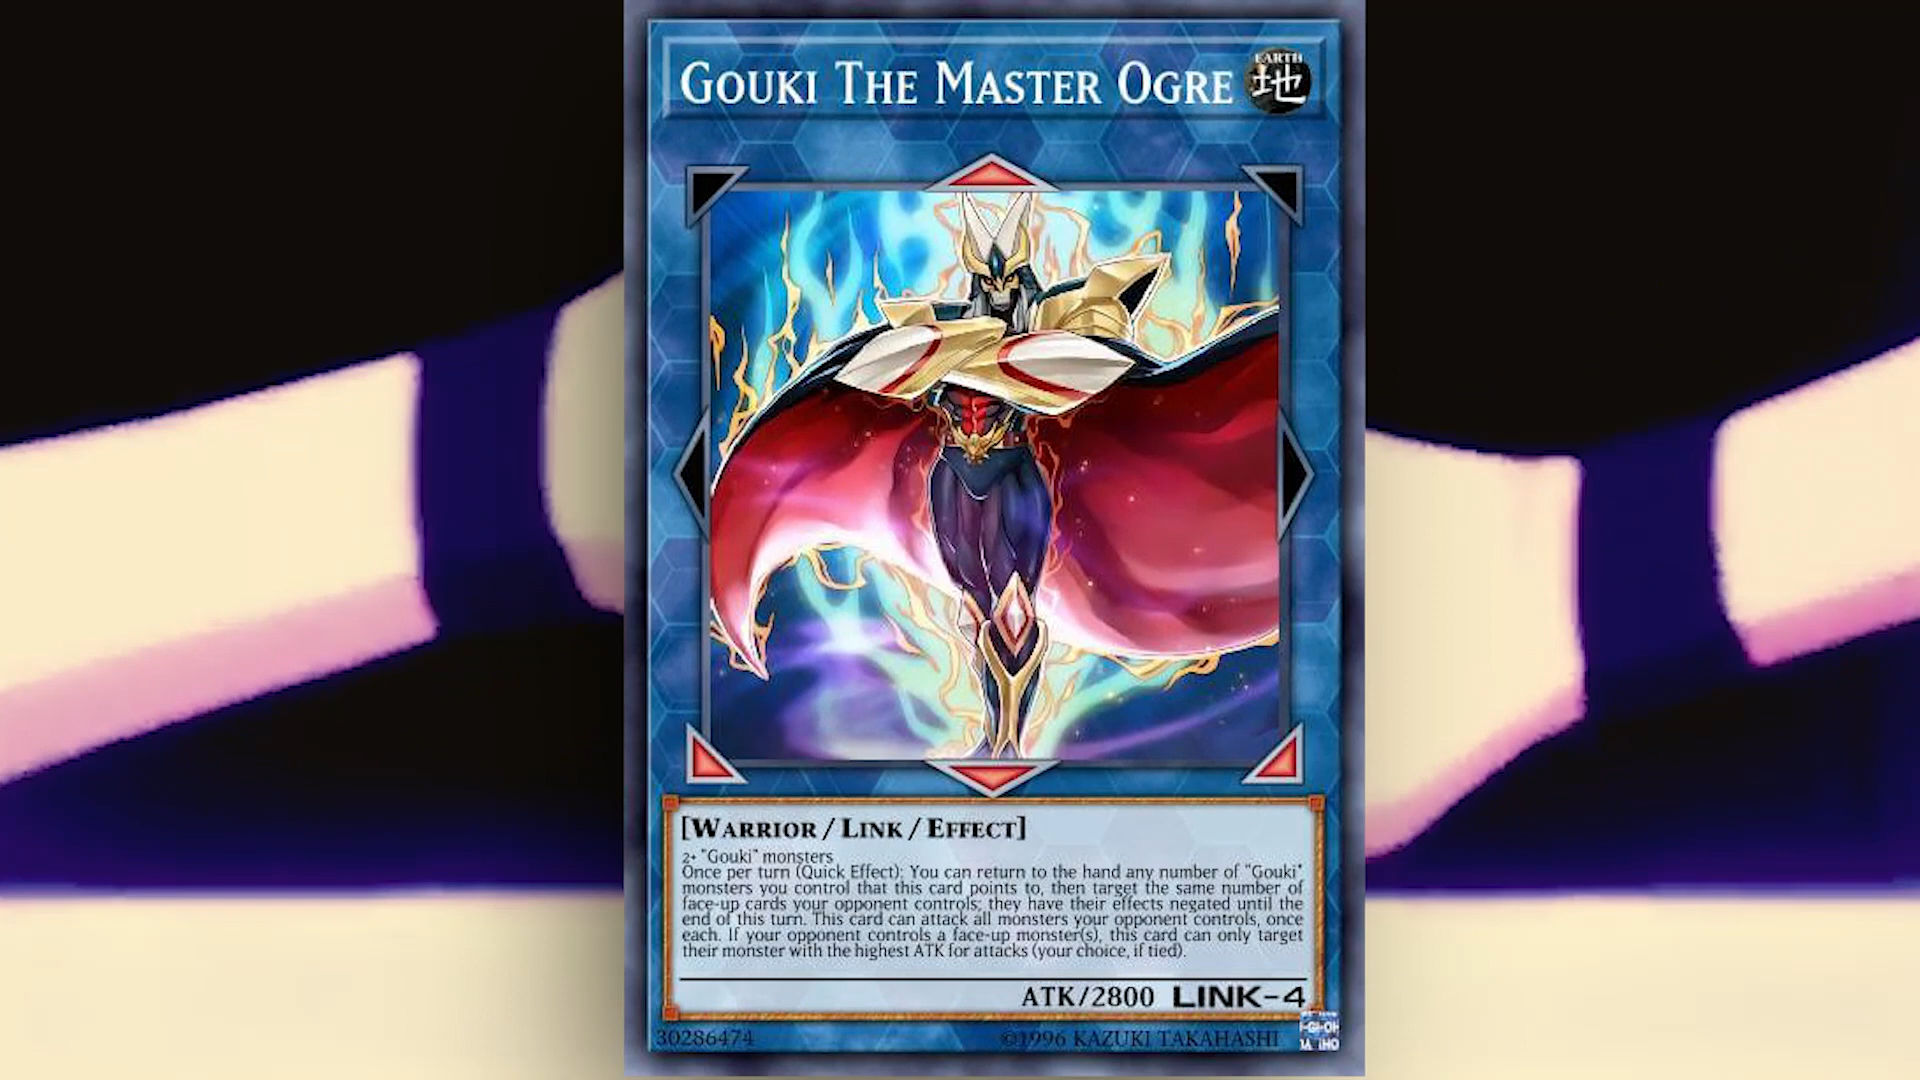 GOUKI THE MASTER OGRE
EARTH
地
[WARRIOR/LINK/EFFECT]
2+ "Gouki" monsters
Once per turn (Quick Effect): You can return to the hand any number of "Gouki"
monsters you control that this card points to, then target the same number of
face-up cards your opponent controls; they have their effects negated until the
end of this turn. This card can attack all monsters your opponent controls, once
each. If your opponent controls a face-up monster(s), this card can only target
their monster with the highest ATK for attacks (your choice, if tied).
ATK/2800 LINK-4
30286474 ©1996 KAZUKI TAKAHASHI